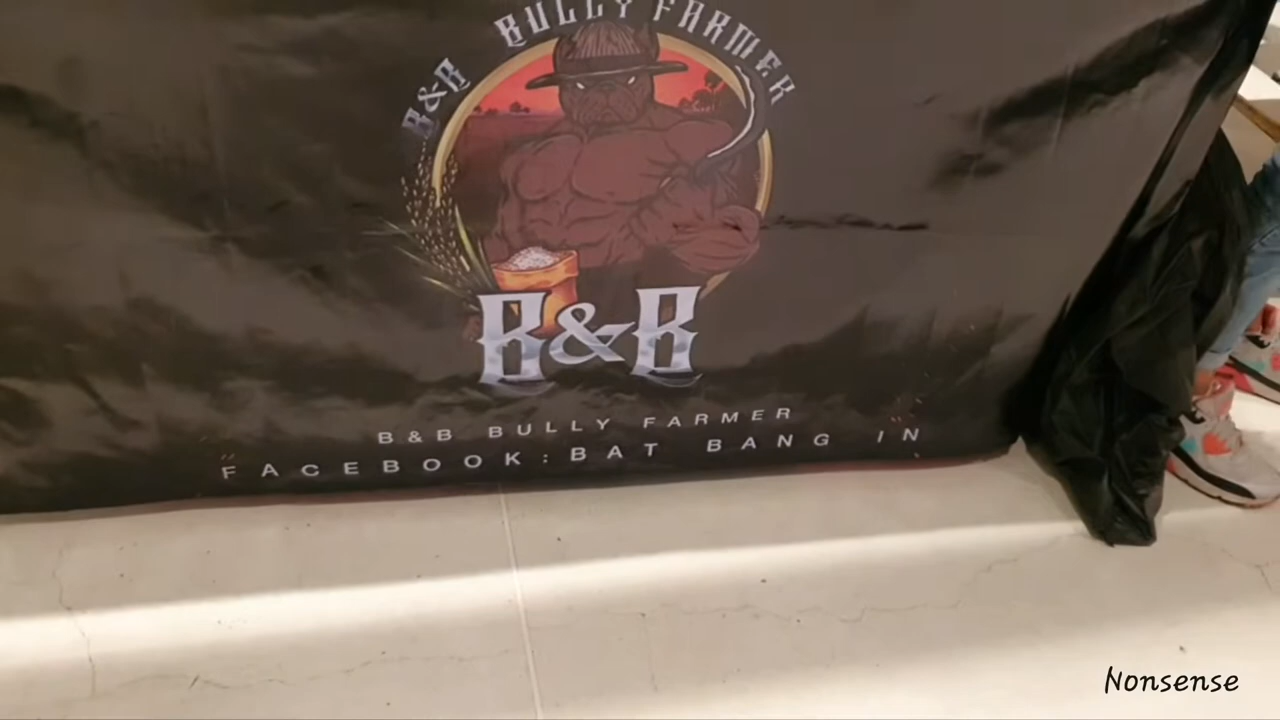 B&B BULLY FARMER
B&B
B&B BULLY FARMER
FACEBOOK:BAT BANG IN
Nonsense